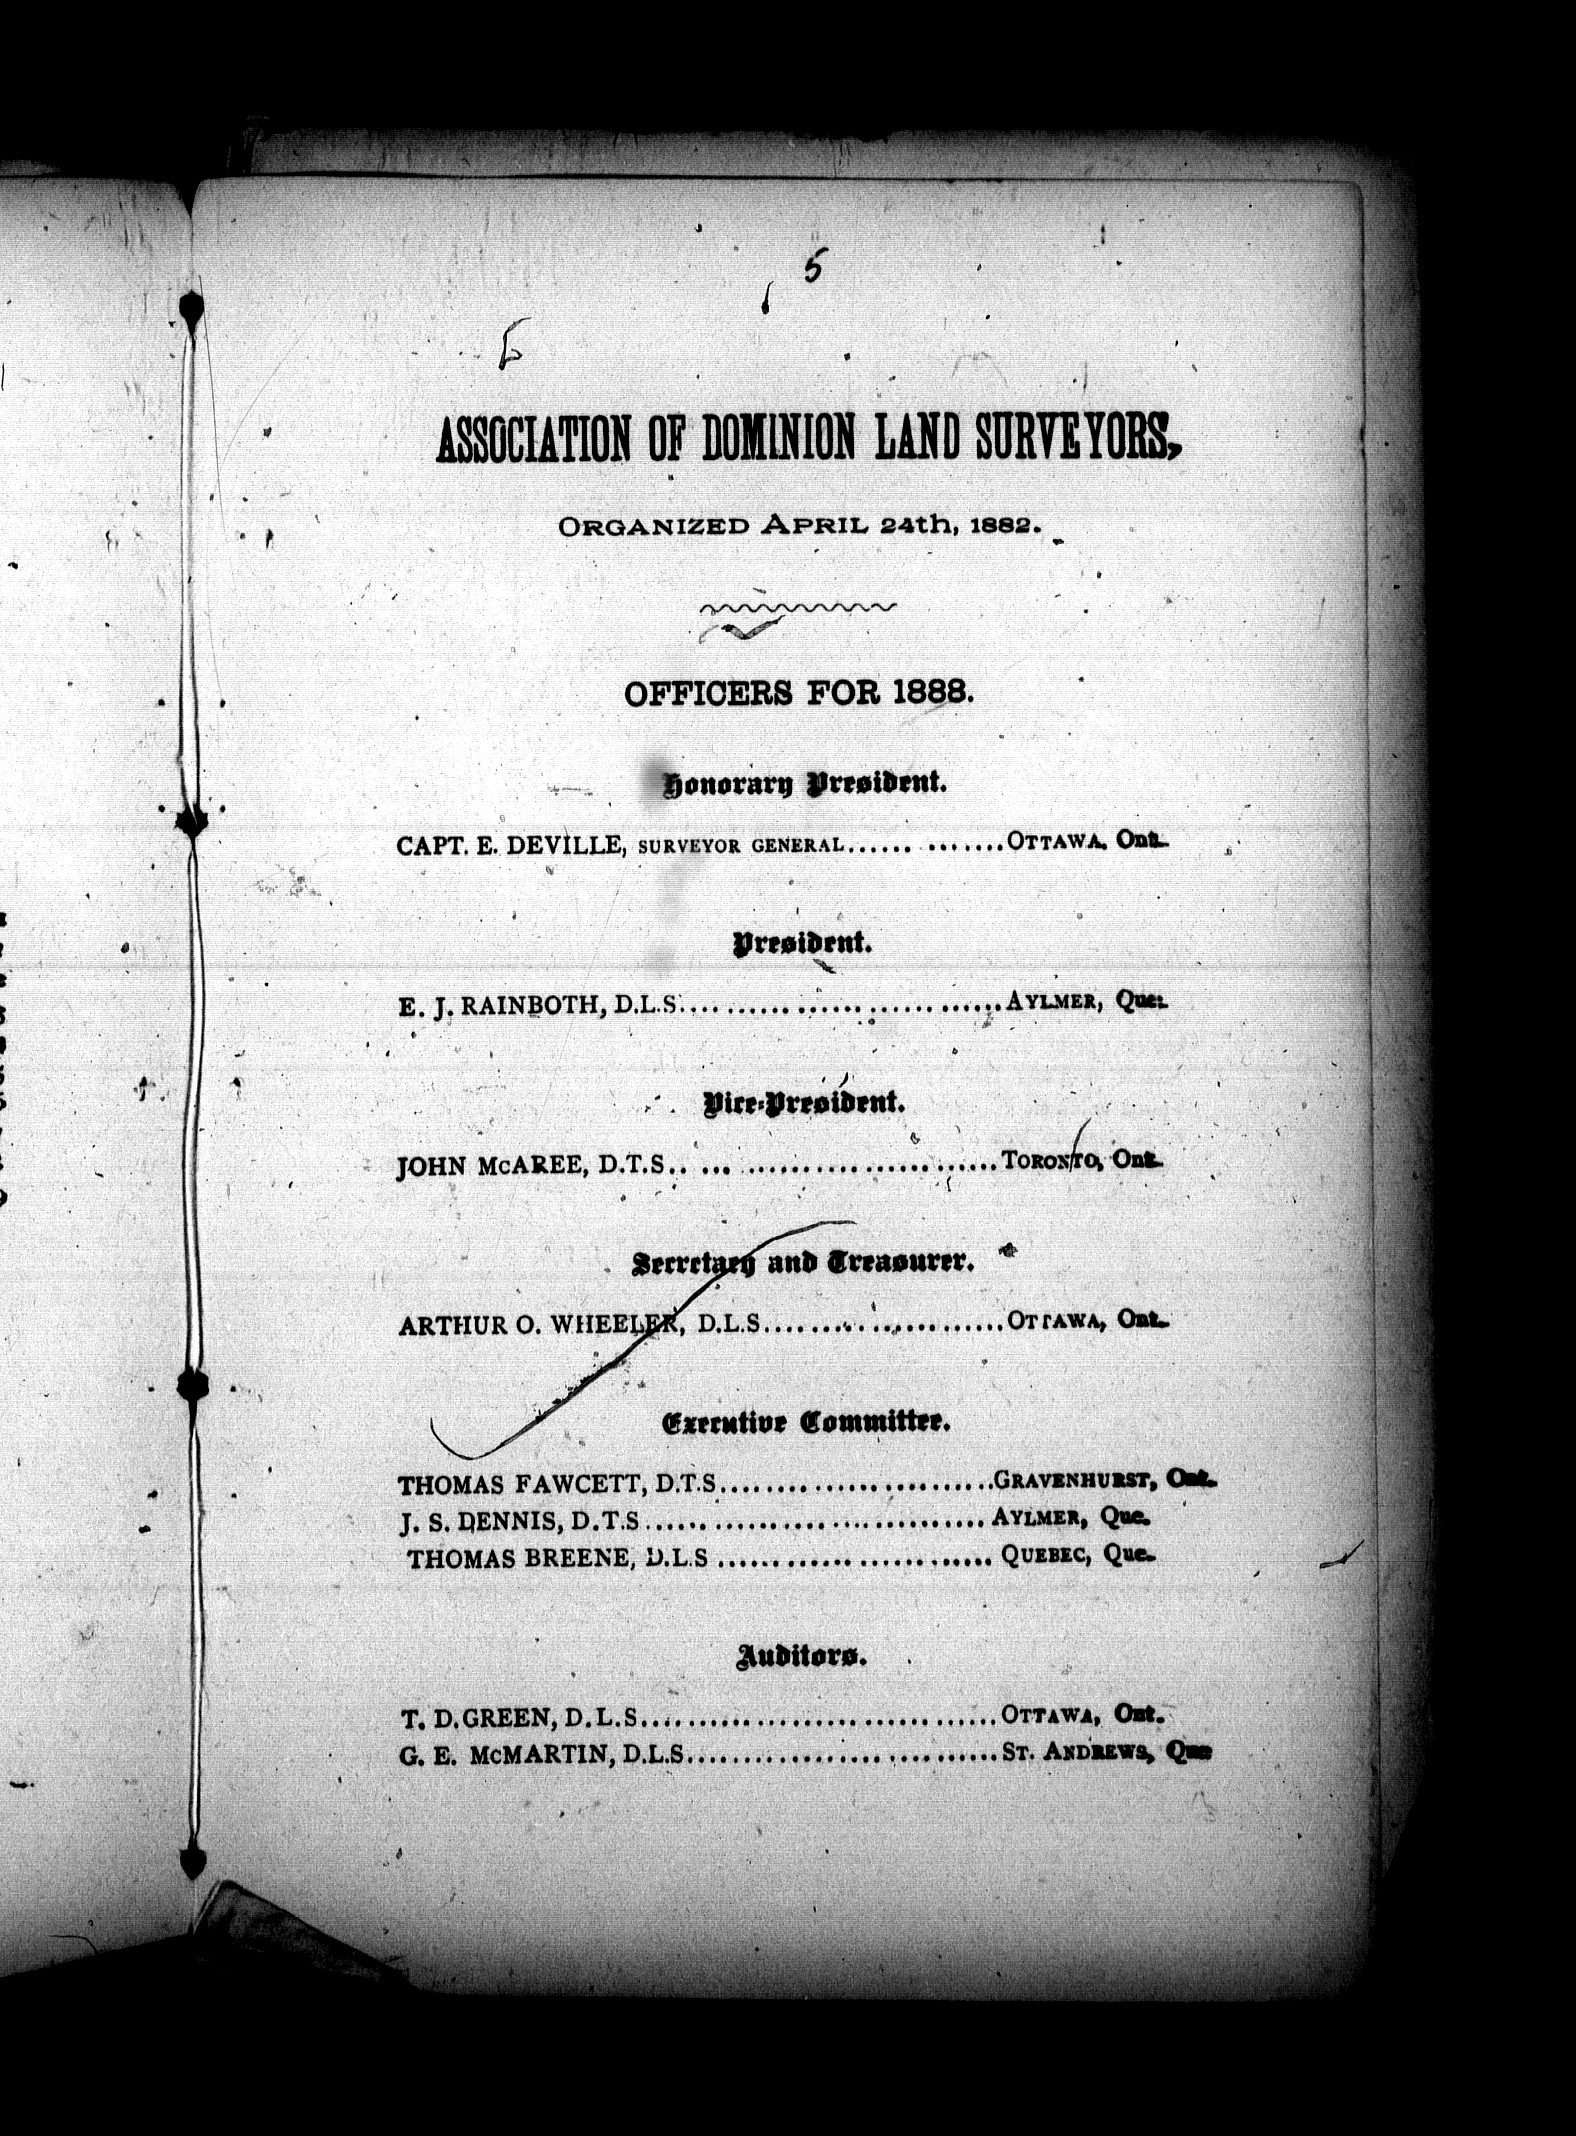 5
ASSOCIATION OF DOMINION LAND SURVEYORS,
ORGANIZED APRIL 24th, 1882.
OFFICERS FOR 1888.
Honorary President.
CAPT. E. DEVILLE, SURVEYOR GENERAL...... .......OTTAWA. Ont.
President.
E. J. RAINBOTH, D.L.S..................................AYLMER, Que.
Vice-President.
JOHN McAREE, D.T.S.. ... ..........................TORONTO, Ont.
Secretary and Treasurer.
ARTHUR O. WHEELER, D.L.S.........................OTTAWA, Ont.
Executive Committee.
THOMAS FAWCETT, D.T.S............................GRAVENHURST, Ont.
J. S. DENNIS, D.T.S.................................. AYLMER, Que.
THOMAS BREENE, D.L.S ........................... QUEBEC, Que.
Auditors.
T. D. GREEN, D.L.S...................................OTTAWA, Ont.
G. E. McMARTIN, D.L.S..............................ST. ANDREWS, Que